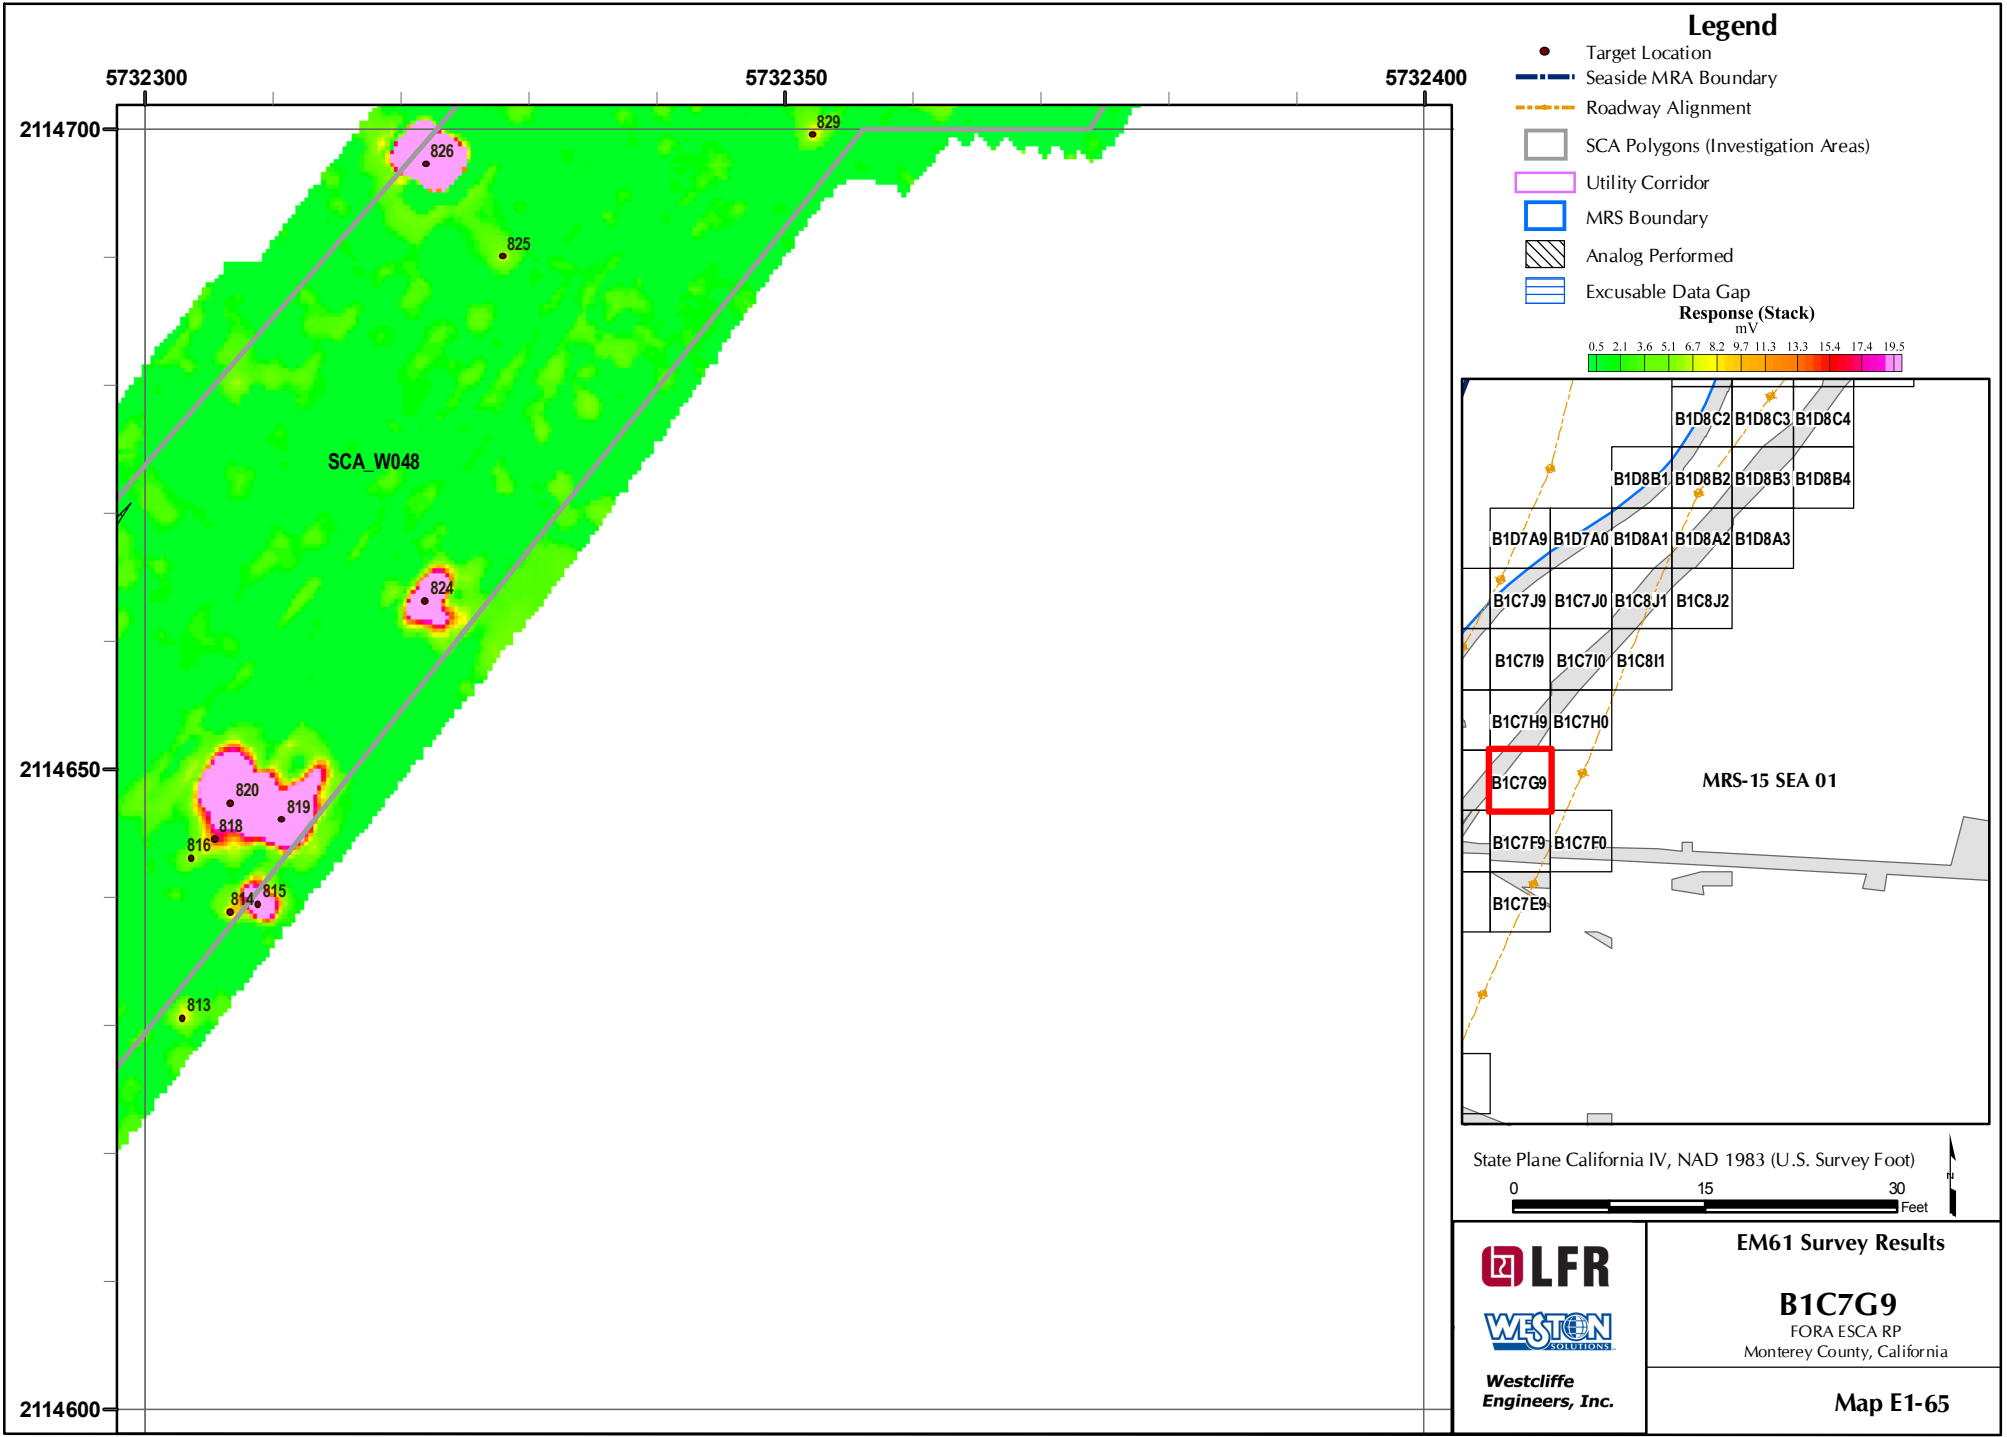 5732300
5732350
5732400
2114700
2114650
2114600
829
826
825
SCA_W048
824
820
819
818
816
815
814
813
Legend
Target Location
Seaside MRA Boundary
Roadway Alignment
SCA Polygons (Investigation Areas)
Utility Corridor
MRS Boundary
Analog Performed
Excusable Data Gap
Response (Stack)
mV
0.5 2.1 3.6 5.1 6.7 8.2 9.7 11.3 13.3 15.4 17.4 19.5
B1D8C2 B1D8C3 B1D8C4
B1D8B1 B1D8B2 B1D8B3 B1D8B4
B1D7A9 B1D7A0 B1D8A1 B1D8A2 B1D8A3
B1C7J9 B1C7J0 B1C8J1 B1C8J2
B1C7I9 B1C7I0 B1C8I1
B1C7H9 B1C7H0
B1C7G9
MRS-15 SEA 01
B1C7F9 B1C7F0
B1C7E9
State Plane California IV, NAD 1983 (U.S. Survey Foot)
0 15 30
Feet
N
LFR
WESTON
SOLUTIONS
Westcliffe
Engineers, Inc.
EM61 Survey Results
B1C7G9
FORA ESCA RP
Monterey County, California
Map E1-65